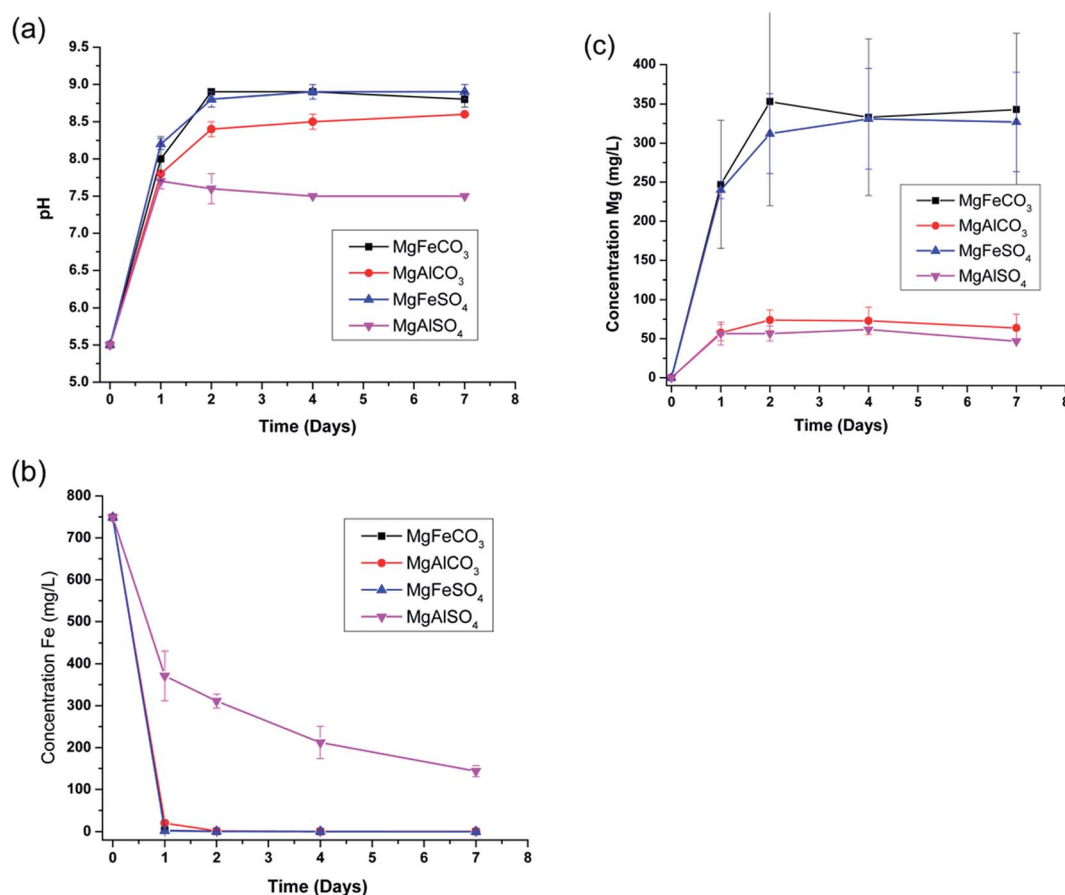 (a)
9.5
9.0
8.5
8.0
7.5
7.0
6.5
6.0
5.5
5.0
pH
0 1 2 3 4 5 6 7 8
Time (Days)
MgFeCO₃
MgAlCO₃
MgFeSO₄
MgAlSO₄
(c)
400
350
300
250
200
150
100
50
0
Concentration Mg (mg/L)
0 1 2 3 4 5 6 7 8
Time (Days)
MgFeCO₃
MgAlCO₃
MgFeSO₄
MgAlSO₄
(b)
800
700
600
500
400
300
200
100
0
Concentration Fe (mg/L)
0 1 2 3 4 5 6 7 8
Time (Days)
MgFeCO₃
MgAlCO₃
MgFeSO₄
MgAlSO₄